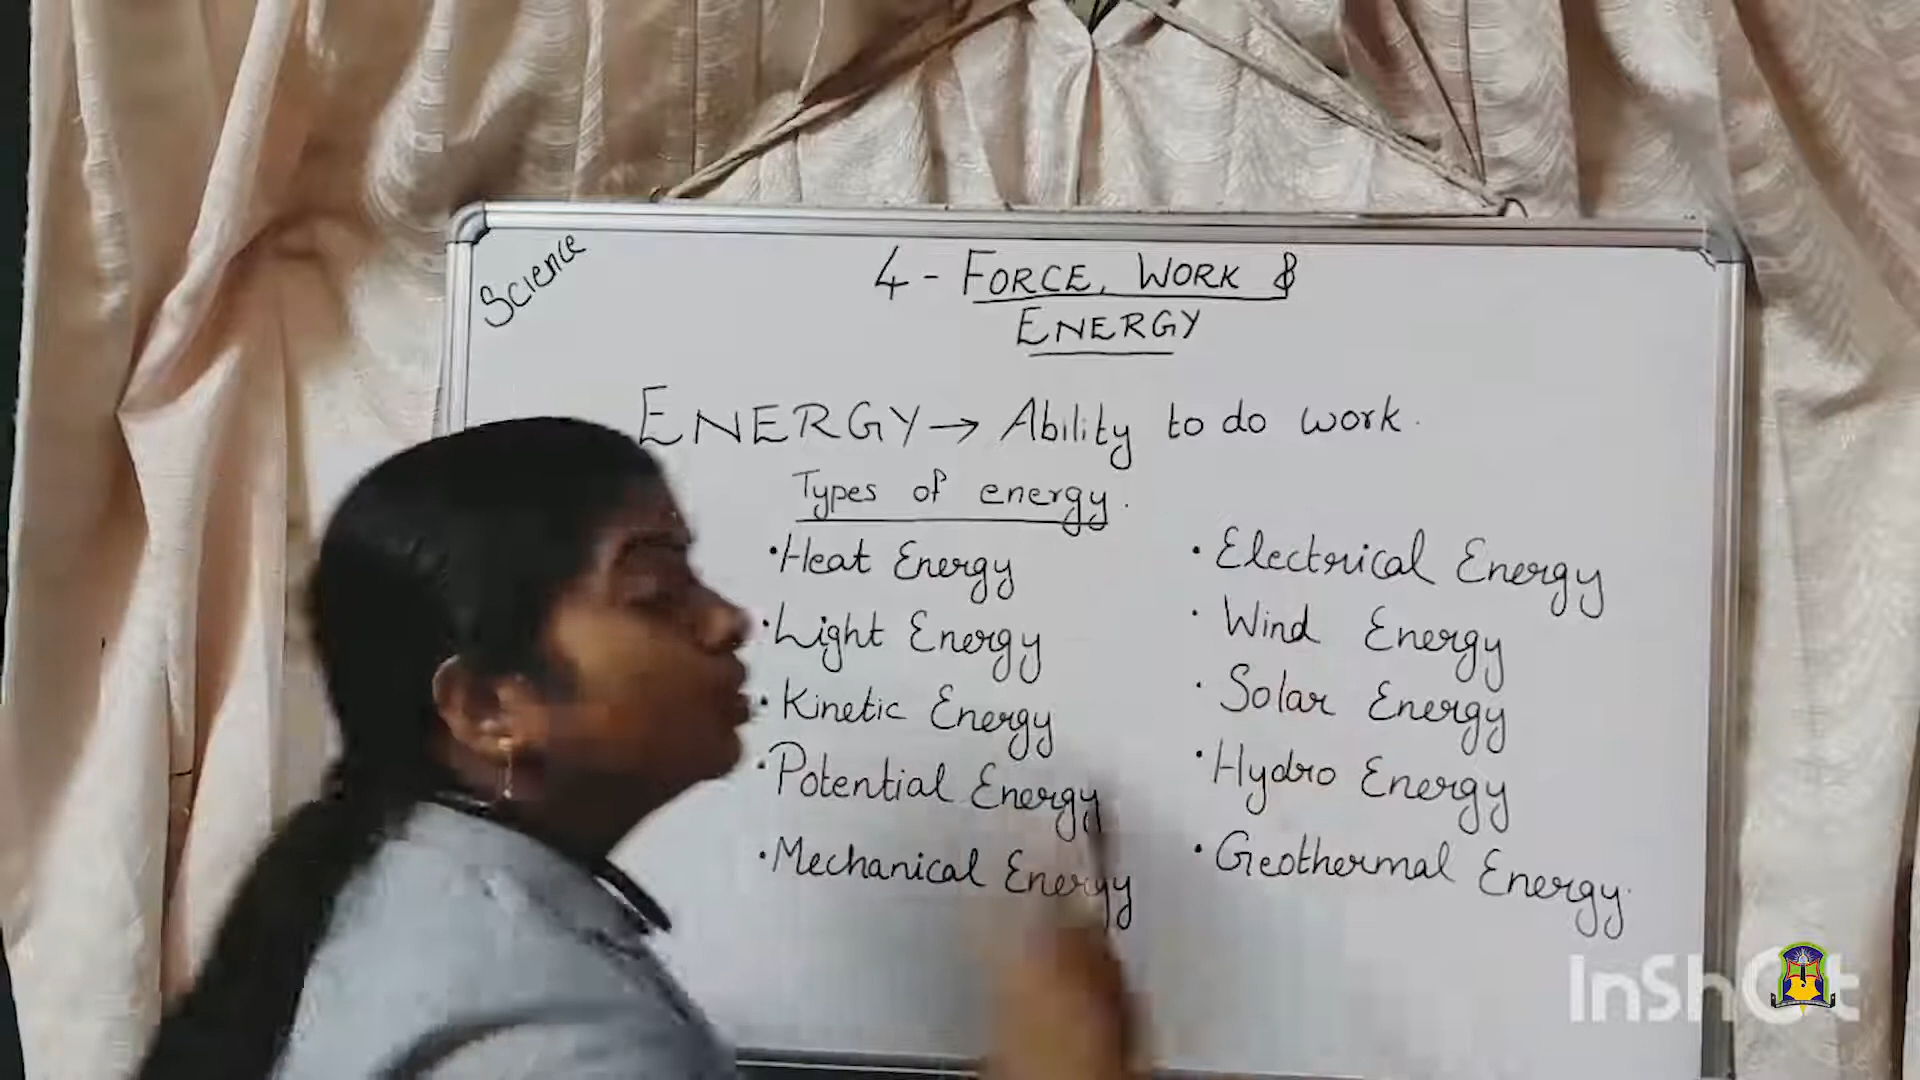 Science
4 - FORCE, WORK &
ENERGY
ENERGY → Ability to do work.
Types of energy.
• Heat Energy
• Light Energy
• Kinetic Energy
• Potential Energy
• Mechanical Energy
• Electrical Energy
• Wind Energy
• Solar Energy
• Hydro Energy
• Geothermal Energy.
InShOt